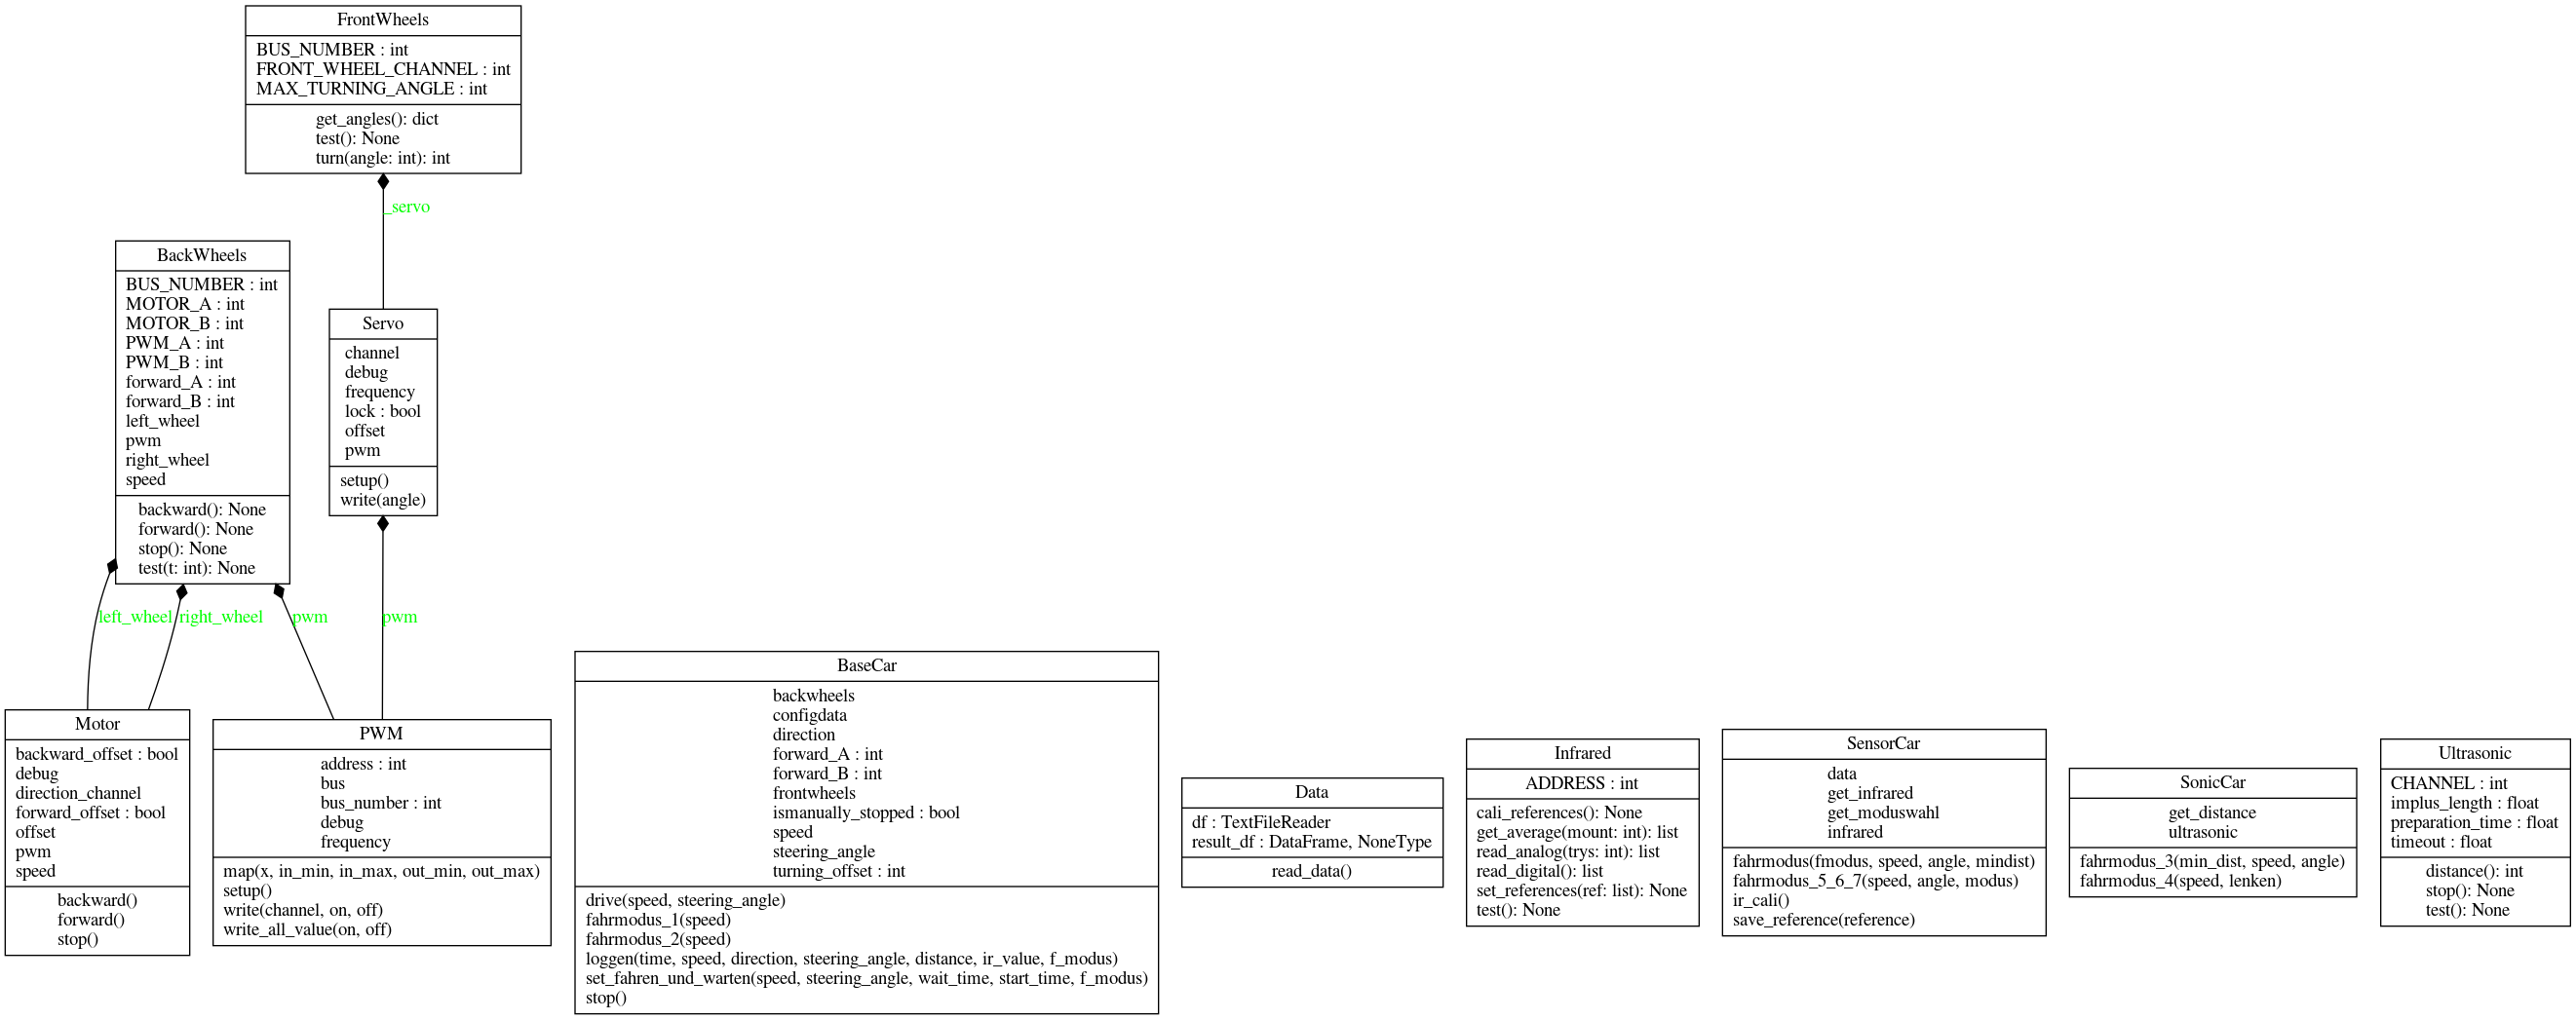 FrontWheels
BUS_NUMBER : int
FRONT_WHEEL_CHANNEL : int
MAX_TURNING_ANGLE : int
get_angles(): dict
test(): None
turn(angle: int): int
_servo
BackWheels
BUS_NUMBER : int
MOTOR_A : int
MOTOR_B : int
PWM_A : int
PWM_B : int
forward_A : int
forward_B : int
left_wheel
pwm
right_wheel
speed
backward(): None
forward(): None
stop(): None
test(t: int): None
Servo
channel
debug
frequency
lock : bool
offset
pwm
setup()
write(angle)
left_wheel
right_wheel
pwm
pwm
Motor
backward_offset : bool
debug
direction_channel
forward_offset : bool
offset
pwm
speed
backward()
forward()
stop()
PWM
address : int
bus
bus_number : int
debug
frequency
map(x, in_min, in_max, out_min, out_max)
setup()
write(channel, on, off)
write_all_value(on, off)
BaseCar
backwheels
configdata
direction
forward_A : int
forward_B : int
frontwheels
ismanually_stopped : bool
speed
steering_angle
turning_offset : int
drive(speed, steering_angle)
fahrmodus_1(speed)
fahrmodus_2(speed)
loggen(time, speed, direction, steering_angle, distance, ir_value, f_modus)
set_fahren_und_warten(speed, steering_angle, wait_time, start_time, f_modus)
stop()
Data
df : TextFileReader
result_df : DataFrame, NoneType
read_data()
Infrared
ADDRESS : int
cali_references(): None
get_average(mount: int): list
read_analog(trys: int): list
read_digital(): list
set_references(ref: list): None
test(): None
SensorCar
data
get_infrared
get_moduswahl
infrared
fahrmodus(fmodus, speed, angle, mindist)
fahrmodus_5_6_7(speed, angle, modus)
ir_cali()
save_reference(reference)
SonicCar
get_distance
ultrasonic
fahrmodus_3(min_dist, speed, angle)
fahrmodus_4(speed, lenken)
Ultrasonic
CHANNEL : int
implus_length : float
preparation_time : float
timeout : float
distance(): int
stop(): None
test(): None